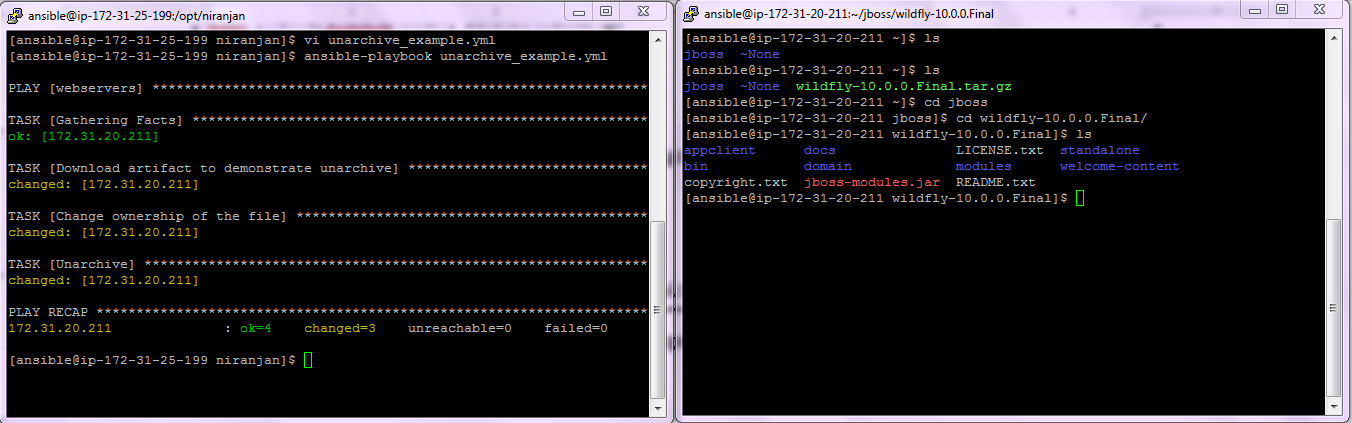 ansible@ip-172-31-25-199:/opt/niranjan
[ansible@ip-172-31-25-199 niranjan]$ vi unarchive_example.yml
[ansible@ip-172-31-25-199 niranjan]$ ansible-playbook unarchive_example.yml
PLAY [webservers] **************************************************************
TASK [Gathering Facts] *********************************************************
ok: [172.31.20.211]
TASK [Download artifact to demonstrate unarchive] ******************************
changed: [172.31.20.211]
TASK [Change ownership of the file] ********************************************
changed: [172.31.20.211]
TASK [Unarchive] ***************************************************************
changed: [172.31.20.211]
PLAY RECAP *********************************************************************
172.31.20.211              : ok=4    changed=3    unreachable=0    failed=0
[ansible@ip-172-31-25-199 niranjan]$
ansible@ip-172-31-20-211:~/jboss/wildfly-10.0.0.Final
[ansible@ip-172-31-20-211 ~]$ ls
jboss  ~None
[ansible@ip-172-31-20-211 ~]$ ls
jboss  ~None  wildfly-10.0.0.Final.tar.gz
[ansible@ip-172-31-20-211 ~]$ cd jboss
[ansible@ip-172-31-20-211 jboss]$ cd wildfly-10.0.0.Final/
[ansible@ip-172-31-20-211 wildfly-10.0.0.Final]$ ls
appclient      docs               LICENSE.txt  standalone
bin            domain             modules      welcome-content
copyright.txt  jboss-modules.jar  README.txt
[ansible@ip-172-31-20-211 wildfly-10.0.0.Final]$